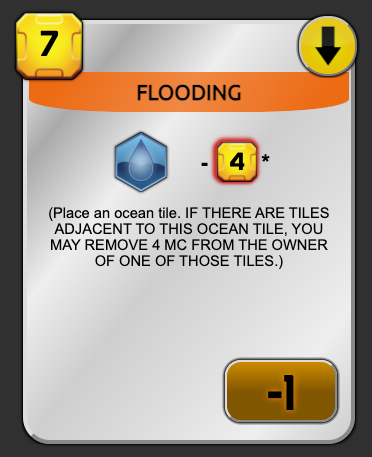 7
FLOODING
- 4 *
(Place an ocean tile. IF THERE ARE TILES
ADJACENT TO THIS OCEAN TILE, YOU
MAY REMOVE 4 MC FROM THE OWNER
OF ONE OF THOSE TILES.)
-1